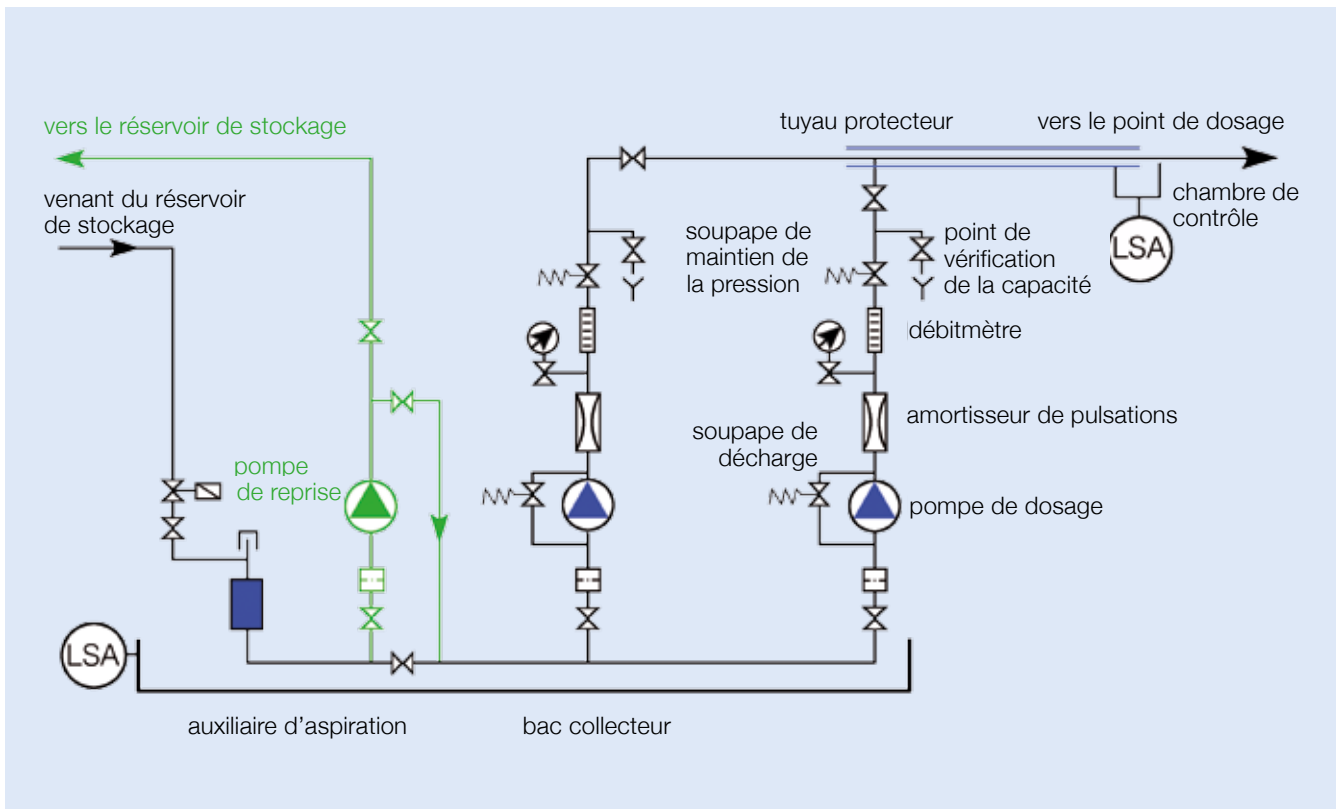 vers le réservoir de stockage
tuyau protecteur
vers le point de dosage
venant du réservoir
de stockage
chambre de
contrôle
LSA
soupape de
maintien de
la pression
point de
vérification
de la capacité
débitmètre
amortisseur de pulsations
soupape de
décharge
pompe
de reprise
pompe de dosage
LSA
auxiliaire d’aspiration
bac collecteur